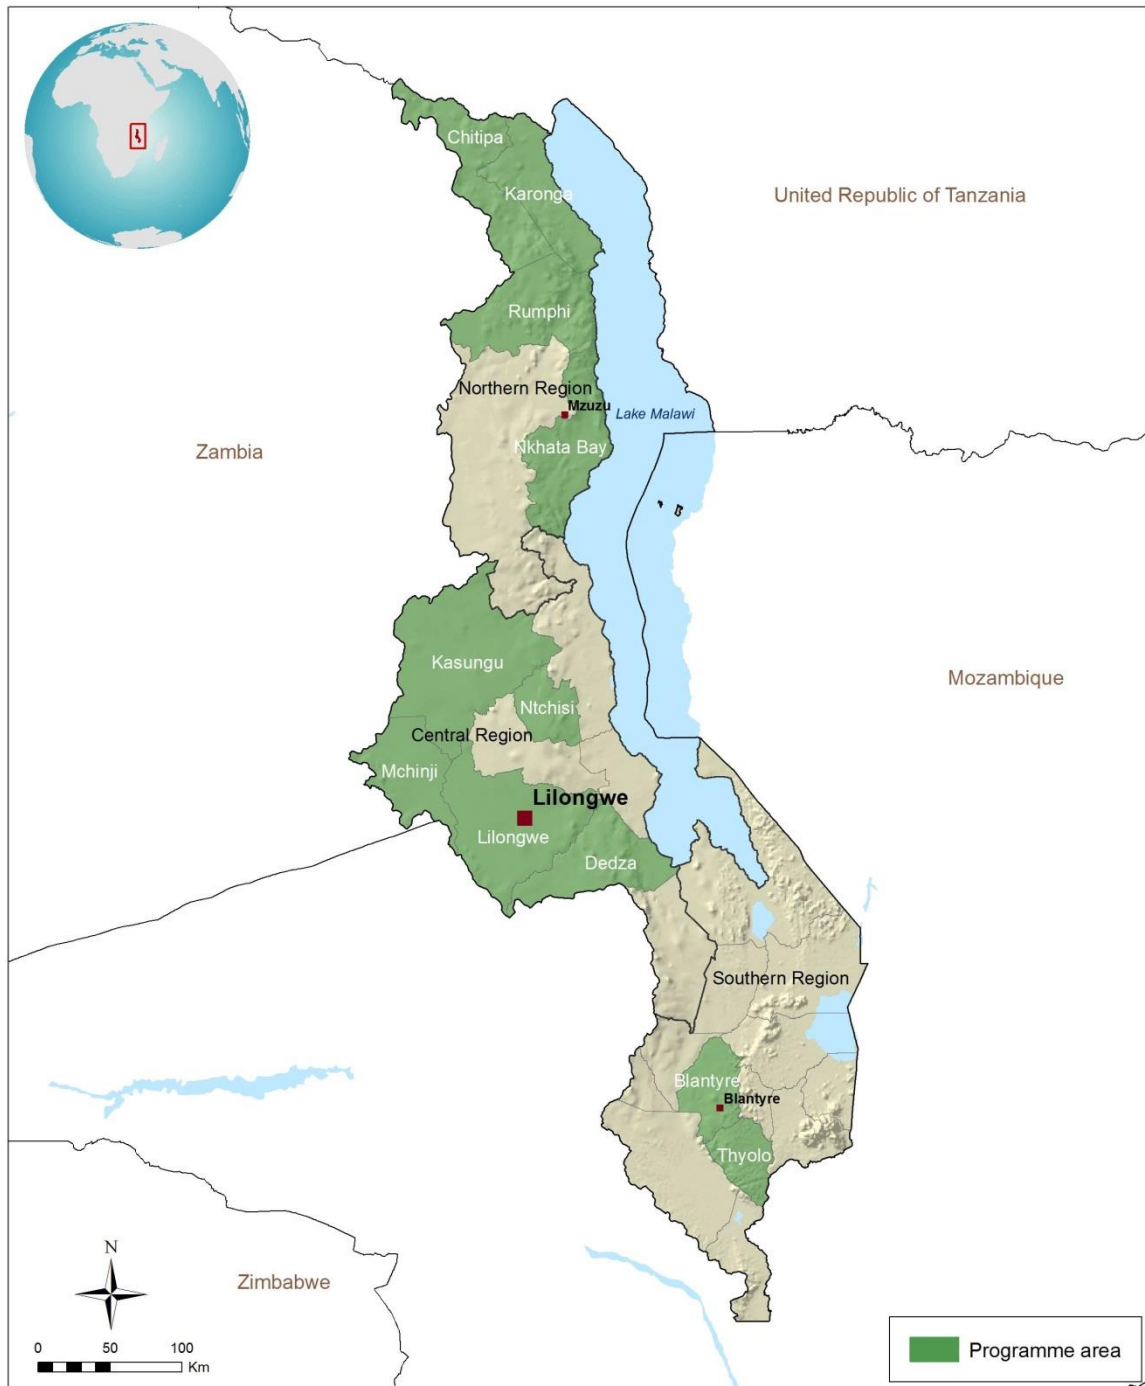 Chitipa
Karonga
United Republic of Tanzania
Rumphi
Northern Region
Mzuzu
Lake Malawi
Zambia
Nkhata Bay
Kasungu
Mozambique
Ntchisi
Central Region
Mchinji
Lilongwe
Lilongwe
Dedza
Southern Region
Blantyre
Blantyre
Thyolo
N
Zimbabwe
0 50 100
Km
Programme area